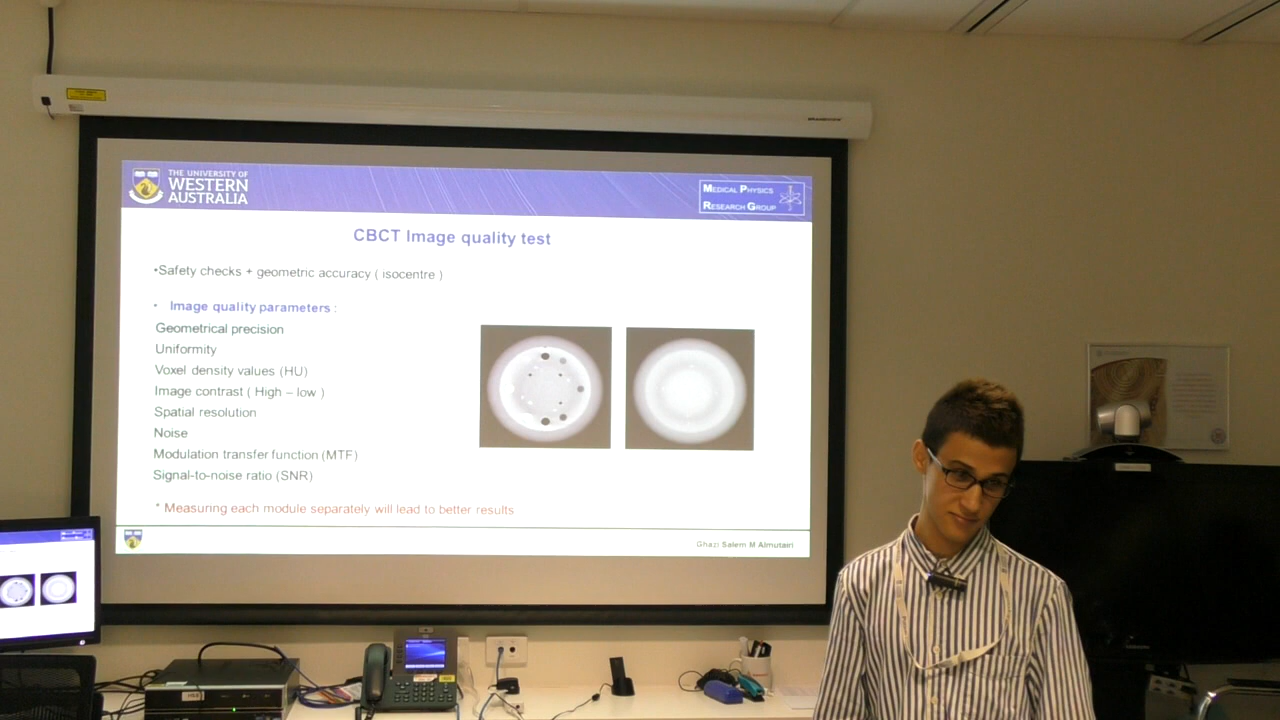 THE UNIVERSITY OF
WESTERN
AUSTRALIA
MEDICAL PHYSICS
RESEARCH GROUP
CBCT Image quality test
•Safety checks + geometric accuracy ( isocentre )
• Image quality parameters :
Geometrical precision
Uniformity
Voxel density values (HU)
Image contrast ( High – low )
Spatial resolution
Noise
Modulation transfer function (MTF)
Signal-to-noise ratio (SNR)
* Measuring each module separately will lead to better results
Ghazi Salem M Almutairi